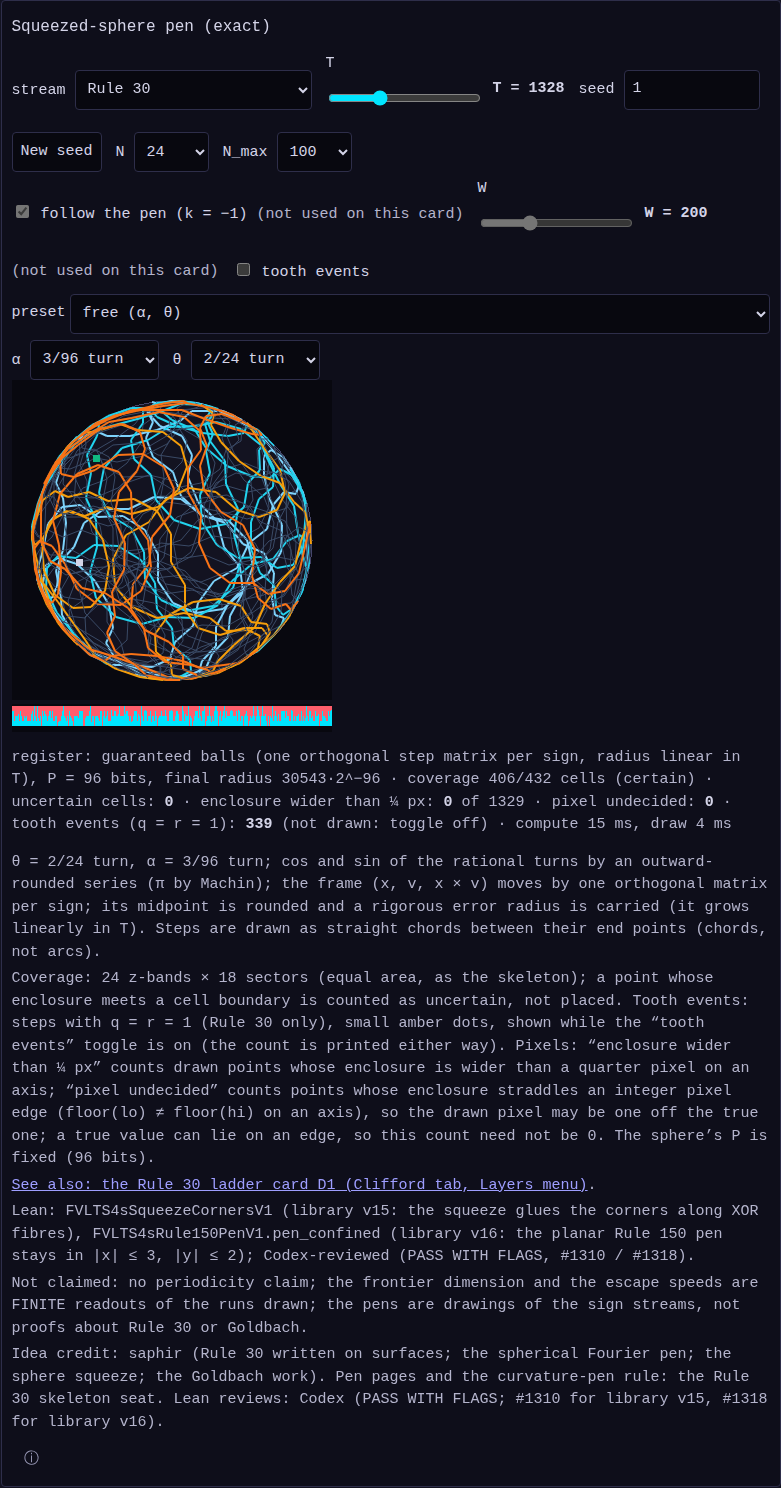 Squeezed-sphere pen (exact)
T
stream Rule 30 T = 1328 seed 1
New seed N 24 N_max 100
W
follow the pen (k = −1) (not used on this card) W = 200
(not used on this card) tooth events
preset free (α, θ)
α 3/96 turn θ 2/24 turn
register: guaranteed balls (one orthogonal step matrix per sign, radius linear in
T), P = 96 bits, final radius 30543·2^−96 · coverage 406/432 cells (certain) ·
uncertain cells: 0 · enclosure wider than ¼ px: 0 of 1329 · pixel undecided: 0 ·
tooth events (q = r = 1): 339 (not drawn: toggle off) · compute 15 ms, draw 4 ms
θ = 2/24 turn, α = 3/96 turn; cos and sin of the rational turns by an outward-
rounded series (π by Machin); the frame (x, v, x × v) moves by one orthogonal matrix
per sign; its midpoint is rounded and a rigorous error radius is carried (it grows
linearly in T). Steps are drawn as straight chords between their end points (chords,
not arcs).
Coverage: 24 z-bands × 18 sectors (equal area, as the skeleton); a point whose
enclosure meets a cell boundary is counted as uncertain, not placed. Tooth events:
steps with q = r = 1 (Rule 30 only), small amber dots, shown while the “tooth
events” toggle is on (the count is printed either way). Pixels: “enclosure wider
than ¼ px” counts drawn points whose enclosure is wider than a quarter pixel on an
axis; “pixel undecided” counts points whose enclosure straddles an integer pixel
edge (floor(lo) ≠ floor(hi) on an axis), so the drawn pixel may be one off the true
one; a true value can lie on an edge, so this count need not be 0. The sphere’s P is
fixed (96 bits).
See also: the Rule 30 ladder card D1 (Clifford tab, Layers menu).
Lean: FVLTS4sSqueezeCornersV1 (library v15: the squeeze glues the corners along XOR
fibres), FVLTS4sRule150PenV1.pen_confined (library v16: the planar Rule 150 pen
stays in |x| ≤ 3, |y| ≤ 2); Codex-reviewed (PASS WITH FLAGS, #1310 / #1318).
Not claimed: no periodicity claim; the frontier dimension and the escape speeds are
FINITE readouts of the runs drawn; the pens are drawings of the sign streams, not
proofs about Rule 30 or Goldbach.
Idea credit: saphir (Rule 30 written on surfaces; the spherical Fourier pen; the
sphere squeeze; the Goldbach work). Pen pages and the curvature-pen rule: the Rule
30 skeleton seat. Lean reviews: Codex (PASS WITH FLAGS; #1310 for library v15, #1318
for library v16).
ⓘ